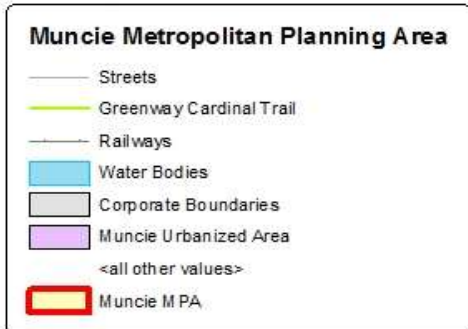 Muncie Metropolitan Planning Area
Streets
Greenway Cardinal Trail
Railways
Water Bodies
Corporate Boundaries
Muncie Urbanized Area
<all other values>
Muncie MPA